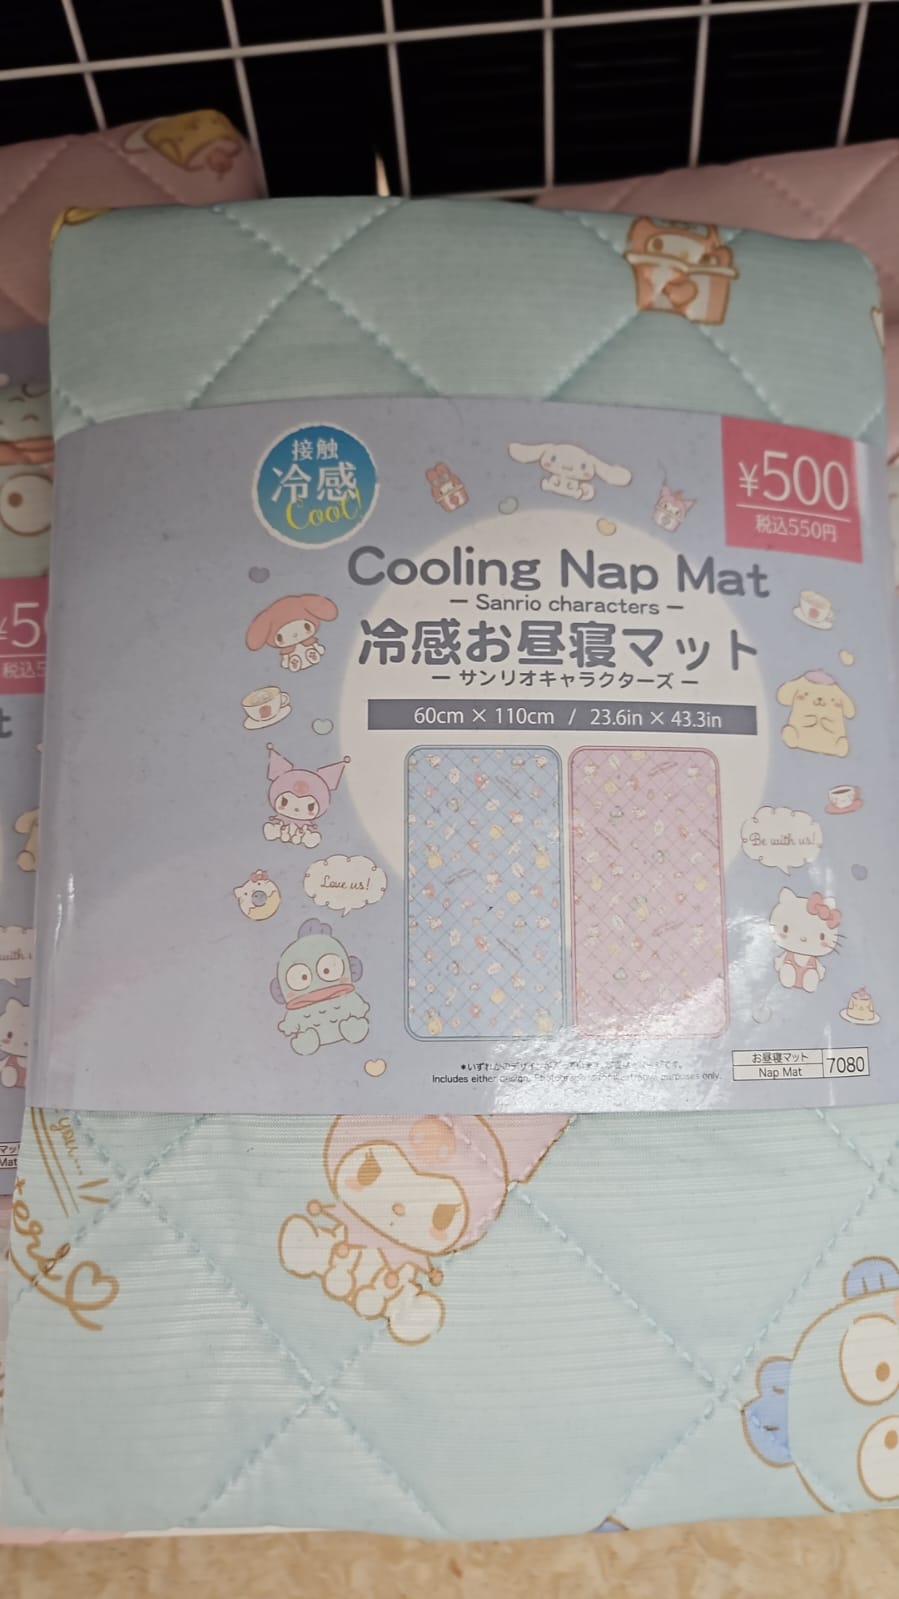 接触
冷感
Cool!
¥500
税込550円
Cooling Nap Mat
— Sanrio characters —
冷感お昼寝マット
— サンリオキャラクターズ —
60cm × 110cm / 23.6in × 43.3in
Be with us!
Love us!
Includes either design.
purposes only.
お昼寝マット
Nap Mat
7080
you...